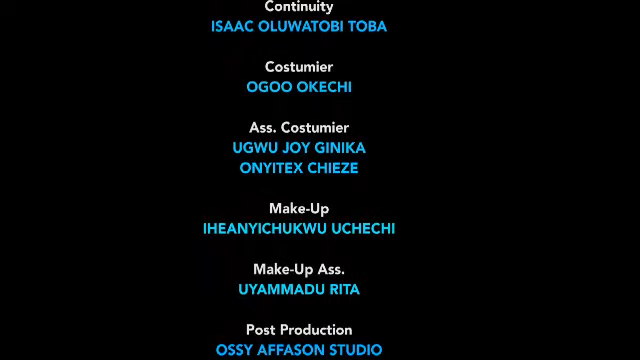 Continuity
ISAAC OLUWATOBI TOBA
Costumier
OGOO OKECHI
Ass. Costumier
UGWU JOY GINIKA
ONYITEX CHIEZE
Make-Up
IHEANYICHUKWU UCHECHI
Make-Up Ass.
UYAMMADU RITA
Post Production
OSSY AFFASON STUDIO